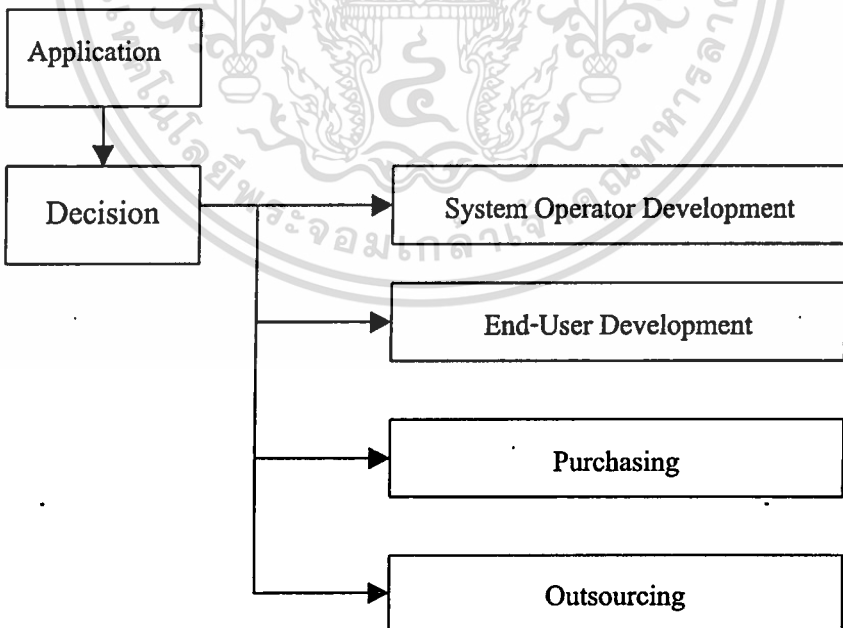 Application
Decision
System Operator Development
End-User Development
Purchasing
Outsourcing